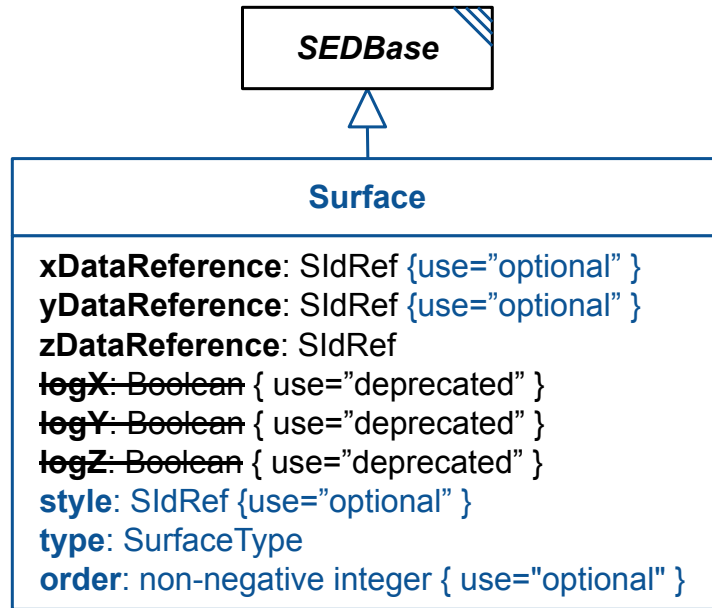 SEDBase
Surface
xDataReference: SIdRef {use=”optional” }
yDataReference: SIdRef {use=”optional” }
zDataReference: SIdRef
logX: Boolean { use=”deprecated” }
logY: Boolean { use=”deprecated” }
logZ: Boolean { use=”deprecated” }
style: SIdRef {use=”optional” }
type: SurfaceType
order: non-negative integer { use="optional" }